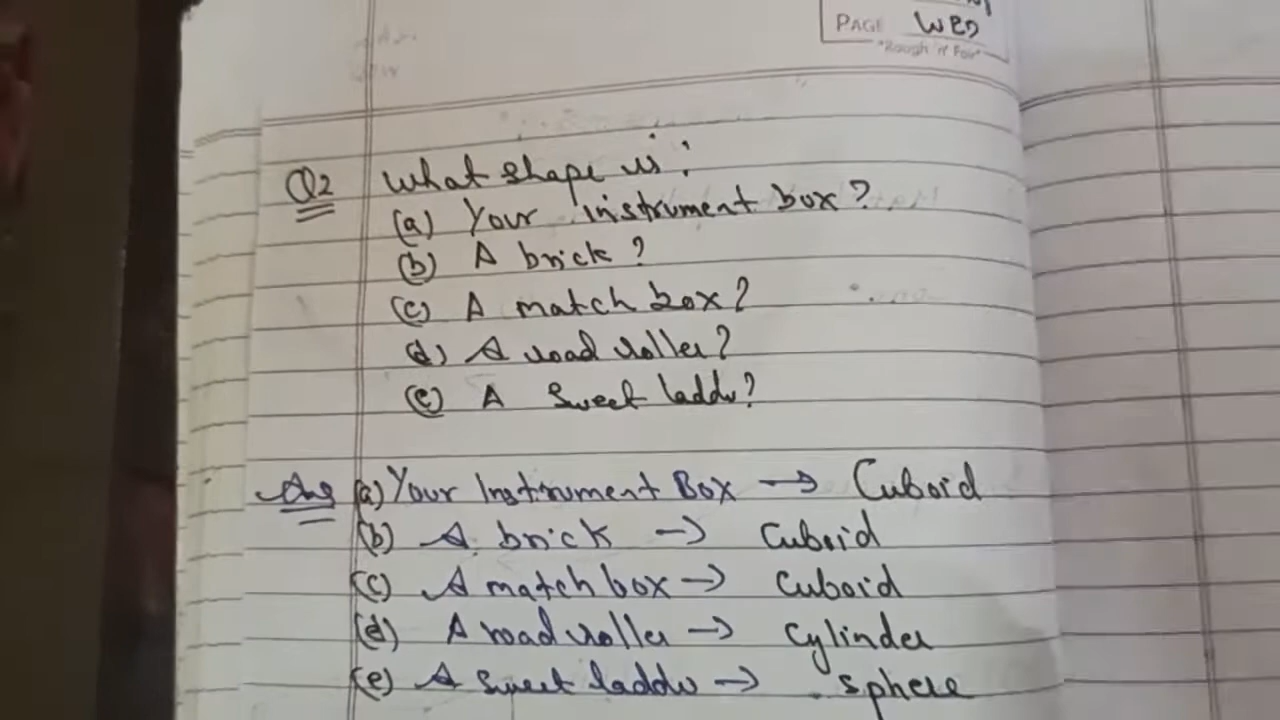 PAGE WED
"Rough 'n' Fair"
Q2 What shape is:
(a) Your instrument box?
(b) A brick?
(c) A match box?
(d) A road roller?
(e) A sweet laddu?
Ans (a) Your Instrument Box → Cuboid
(b) A brick → Cuboid
(c) A match box → Cuboid
(d) A road roller → Cylinder
(e) A sweet laddu → sphere